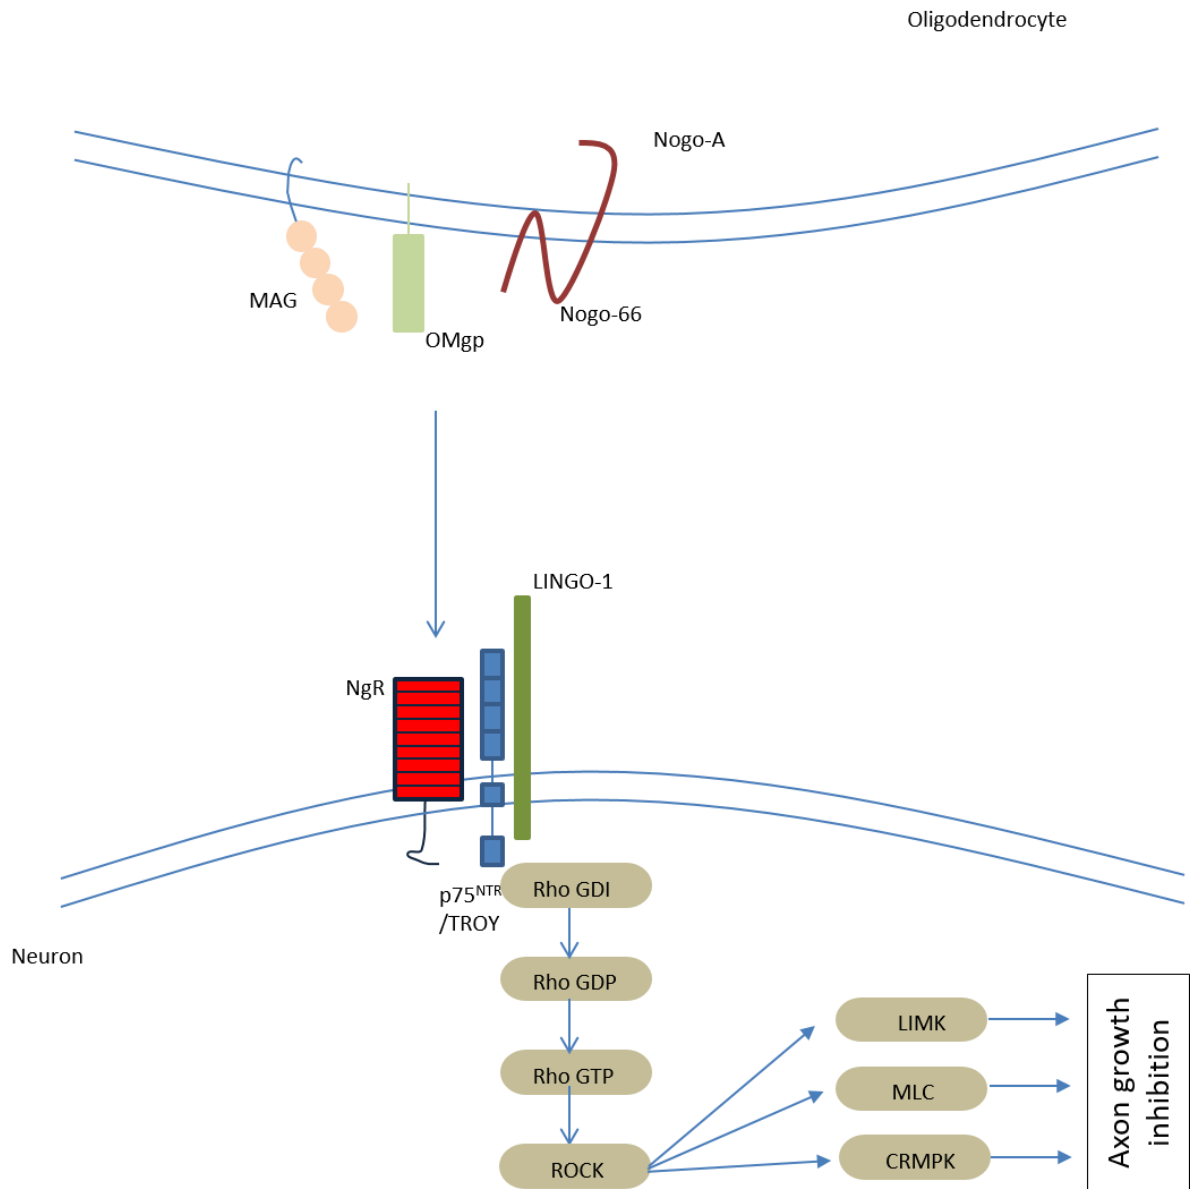 Oligodendrocyte
Nogo-A
MAG
Nogo-66
OMgp
LINGO-1
NgR
p75NTR
/TROY
Rho GDI
Neuron
Rho GDP
Rho GTP
ROCK
LIMK
MLC
CRMPK
Axon growth
inhibition